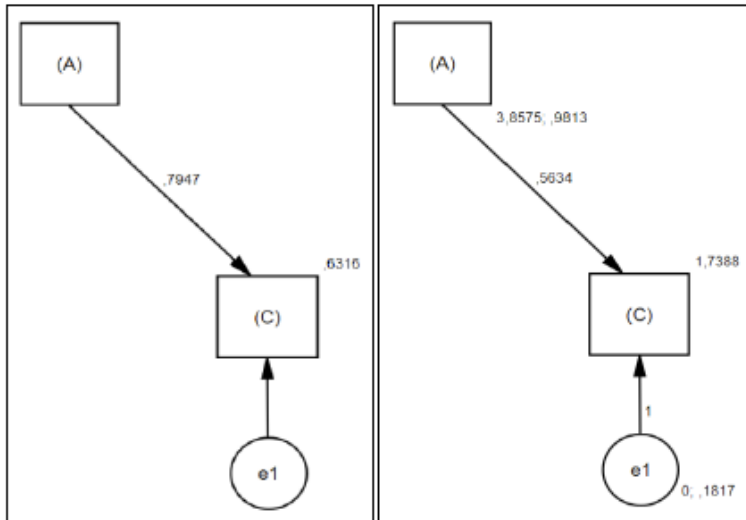 (A)
,7947
,6316
(C)
e1
(A)
3,8575; ,9813
,5634
1,7388
(C)
1
e1
0; ,1817